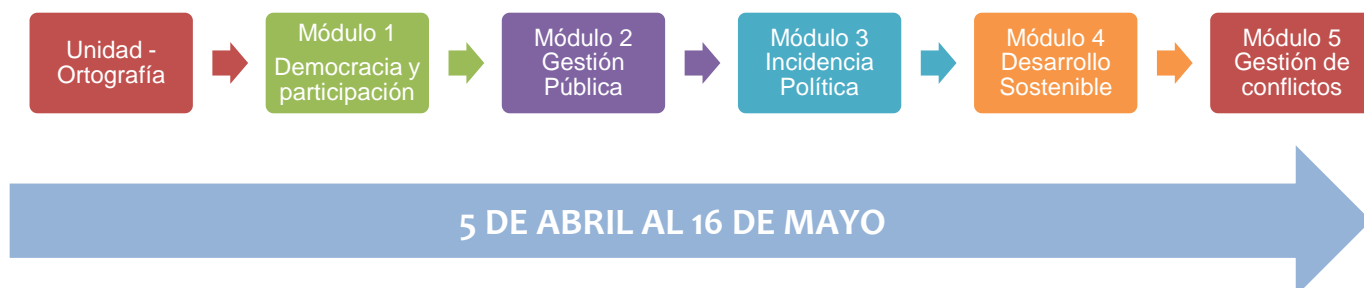 Unidad -
Ortografía
Módulo 1
Democracia y
participación
Módulo 2
Gestión
Pública
Módulo 3
Incidencia
Política
Módulo 4
Desarrollo
Sostenible
Módulo 5
Gestión de
conflictos
5 DE ABRIL AL 16 DE MAYO